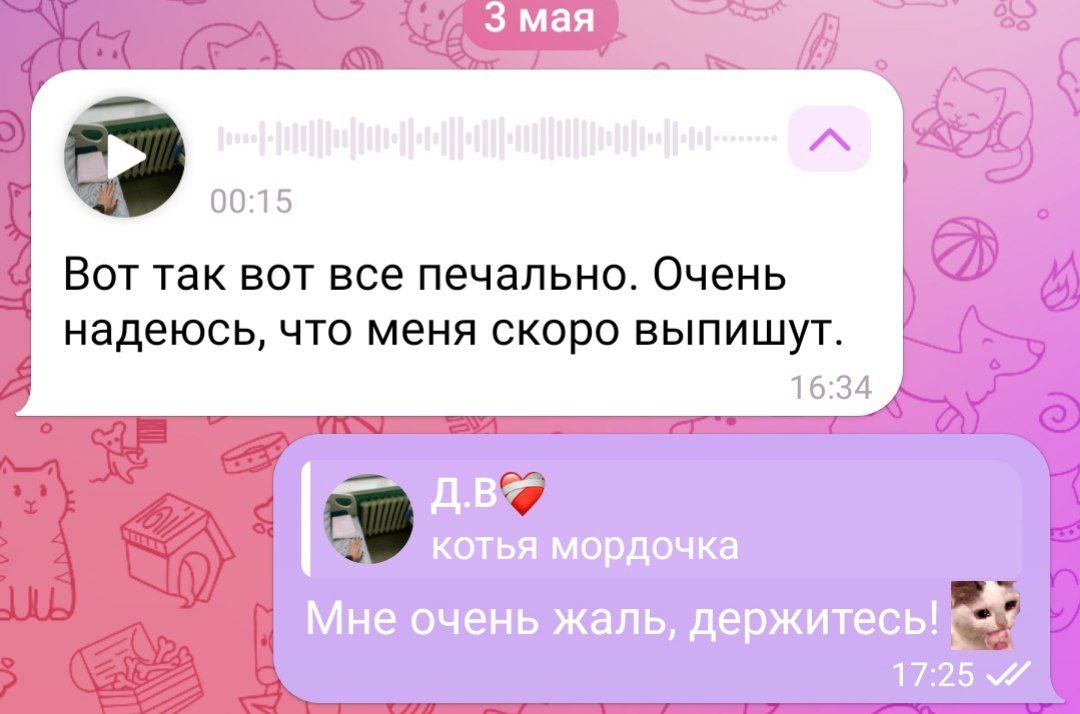 3 мая
00:15
Вот так вот все печально. Очень
надеюсь, что меня скоро выпишут.
16:34
Д.В❤️‍🩹
котья мордочка
Мне очень жаль, держитесь!
17:25